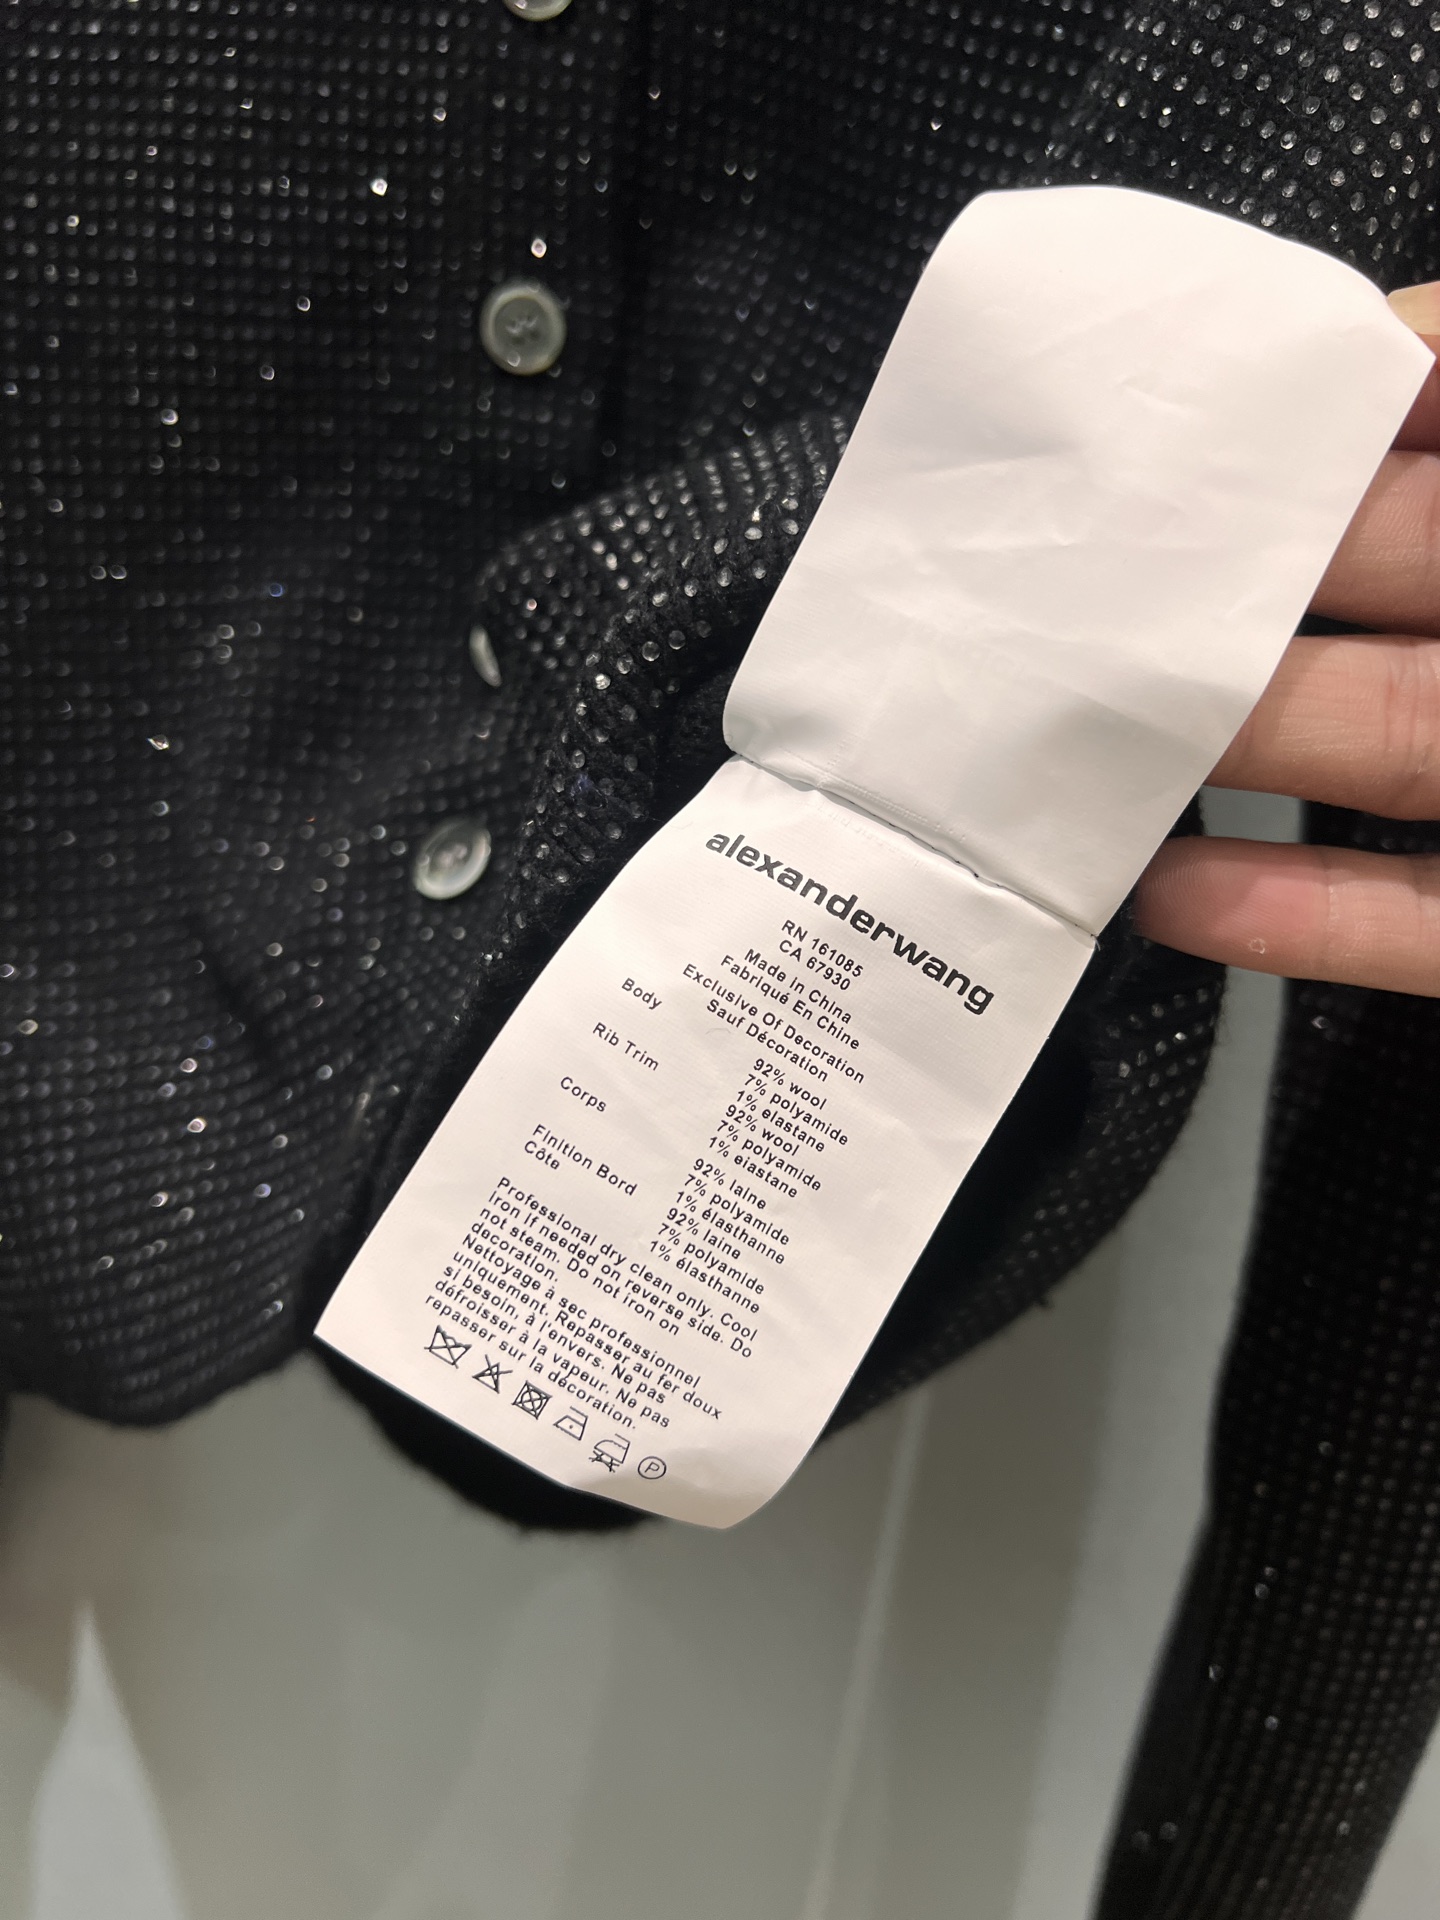 alexanderwang
RN 161085
CA 67930
Made in China
Fabriqué En Chine
Exclusive Of Decoration
Sauf Décoration
Body
92% wool
7% polyamide
1% elastane
Rib Trim
92% wool
7% polyamide
1% elastane
Corps
92% laine
7% polyamide
1% élasthanne
Finition Bord
Côte
92% laine
7% polyamide
1% élasthanne
Professional dry clean only. Cool
iron if needed on reverse side. Do
not steam. Do not iron on
decoration.
Nettoyage à sec professionnel
uniquement. Repasser au fer doux
si besoin, à l'envers. Ne pas
défroisser à la vapeur. Ne pas
repasser sur la décoration.
P